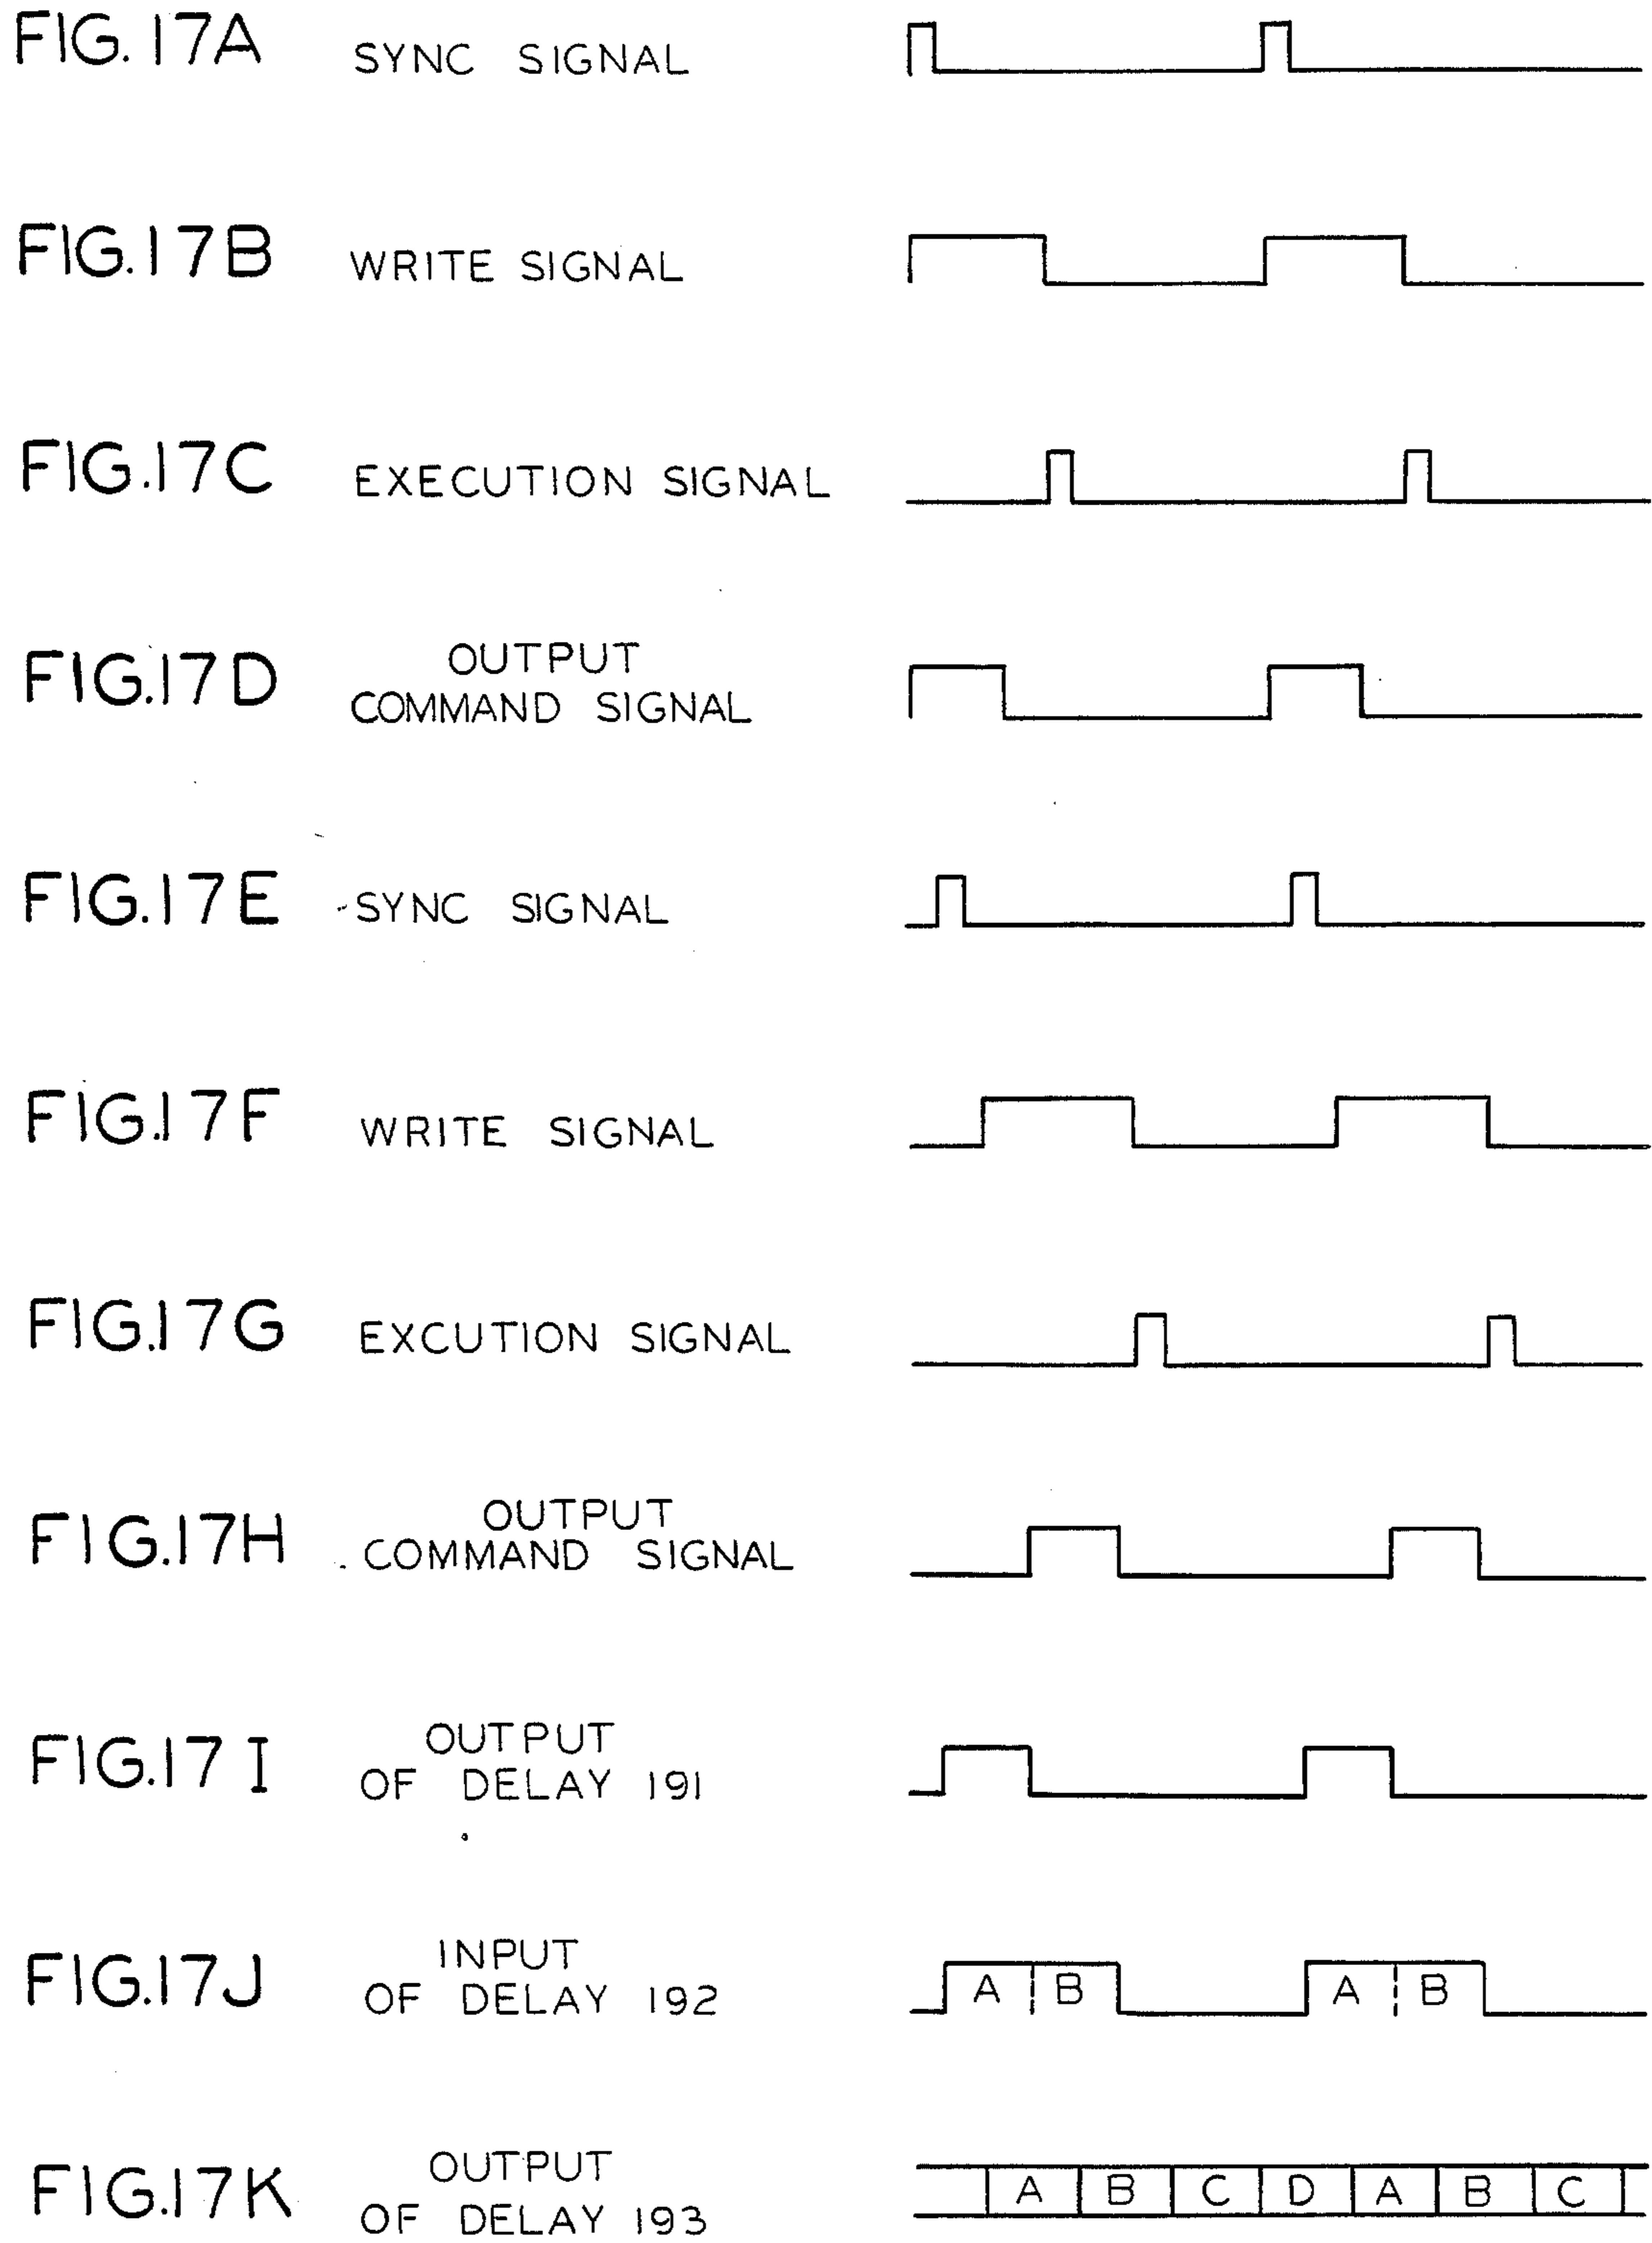 FIG. 17A SYNC SIGNAL
FIG. 17B WRITE SIGNAL
FIG. 17C EXECUTION SIGNAL
FIG. 17D OUTPUT
COMMAND SIGNAL
FIG. 17E SYNC SIGNAL
FIG. 17F WRITE SIGNAL
FIG. 17G EXCUTION SIGNAL
FIG. 17H OUTPUT
COMMAND SIGNAL
FIG. 17I OUTPUT
OF DELAY 191
FIG. 17J INPUT
OF DELAY 192
A B A B
FIG. 17K OUTPUT
OF DELAY 193
A B C D A B C